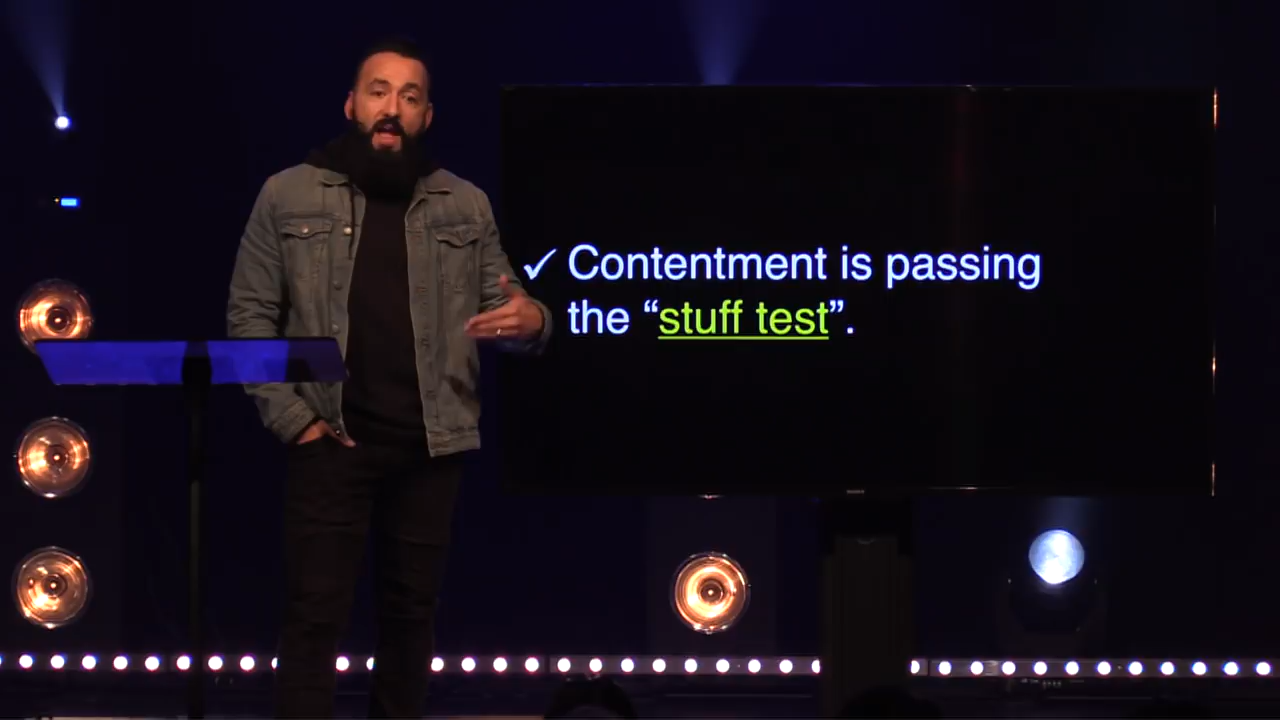 ✓ Contentment is passing
the “stuff test”.